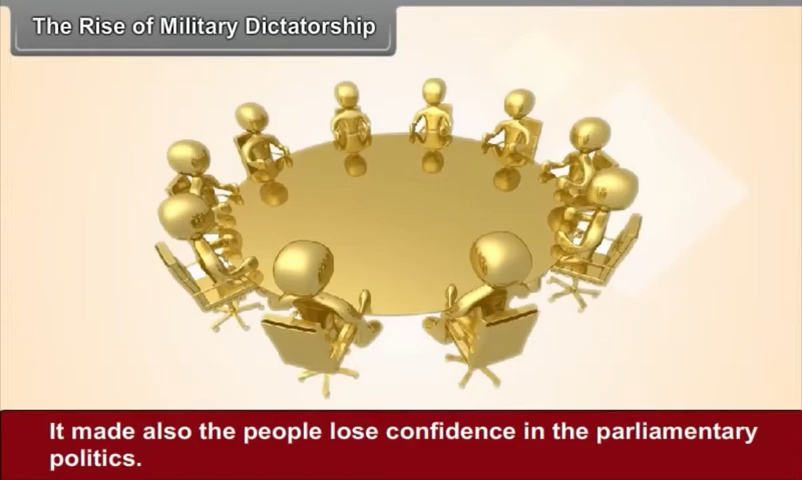 The Rise of Military Dictatorship
It made also the people lose confidence in the parliamentary
politics.